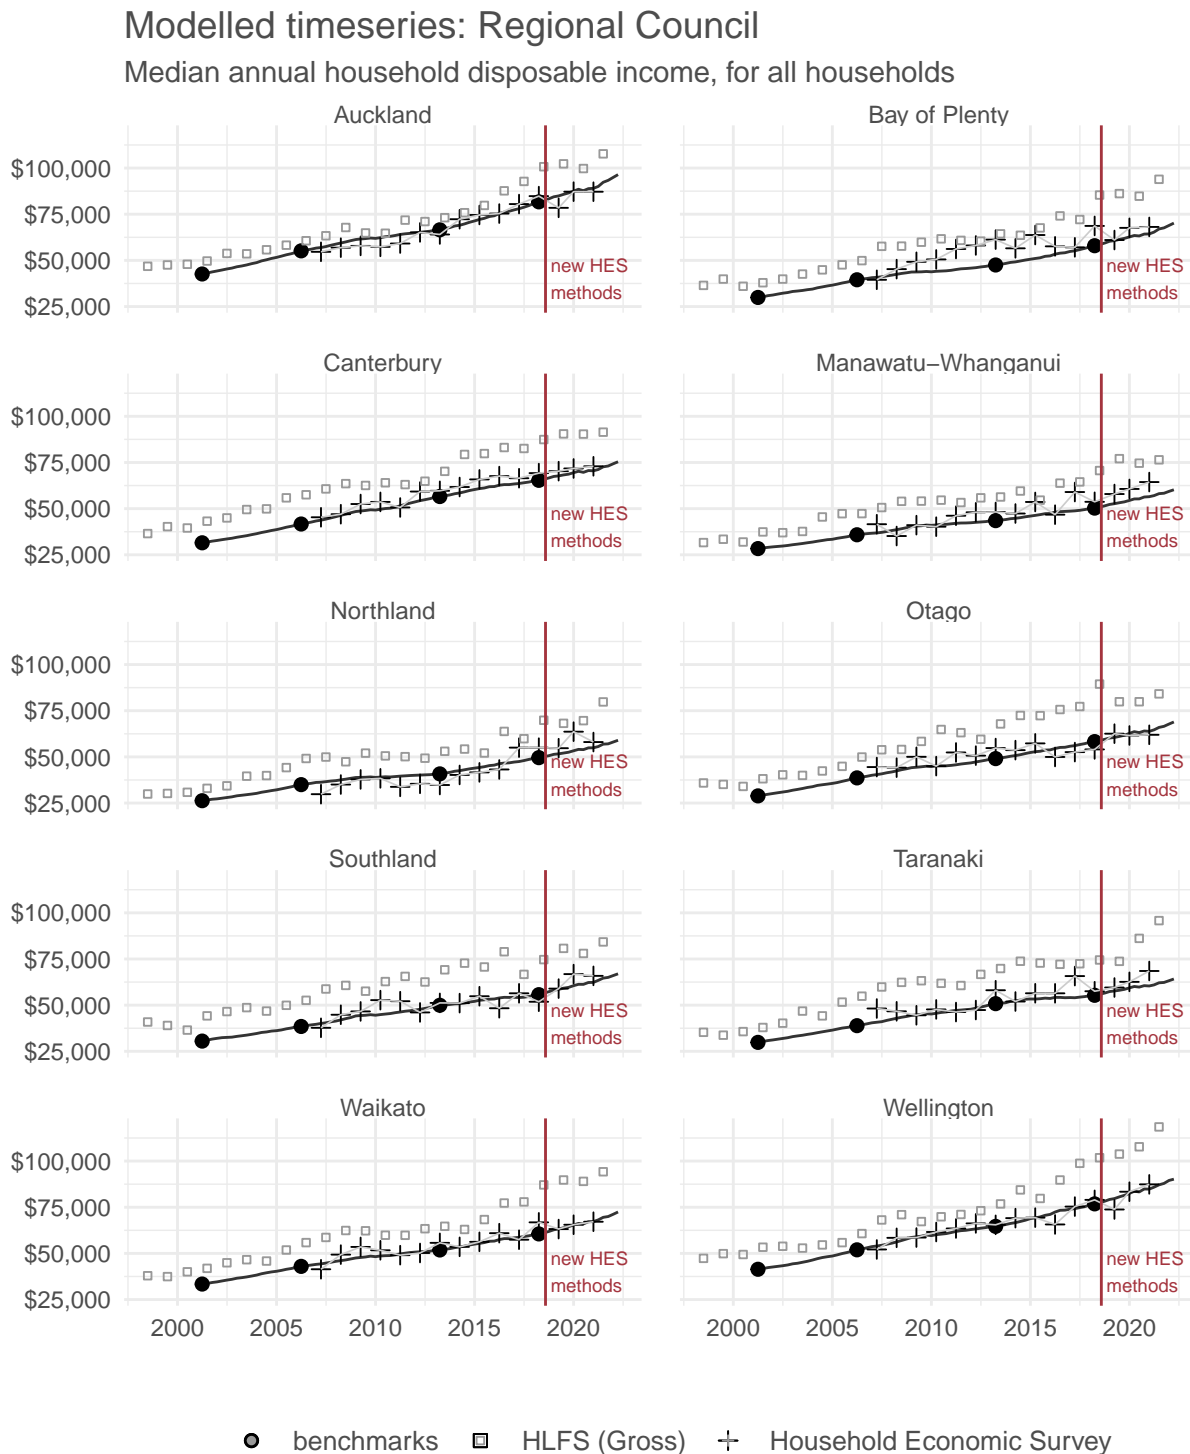 Modelled timeseries: Regional Council
Median annual household disposable income, for all households
Auckland
Bay of Plenty
$100,000
$75,000
$50,000
$25,000
new HES
methods
new HES
methods
Canterbury
Manawatu−Whanganui
$100,000
$75,000
$50,000
$25,000
new HES
methods
new HES
methods
Northland
Otago
$100,000
$75,000
$50,000
$25,000
new HES
methods
new HES
methods
Southland
Taranaki
$100,000
$75,000
$50,000
$25,000
new HES
methods
new HES
methods
Waikato
Wellington
$100,000
$75,000
$50,000
$25,000
new HES
methods
new HES
methods
2000 2005 2010 2015 2020
2000 2005 2010 2015 2020
benchmarks HLFS (Gross) Household Economic Survey